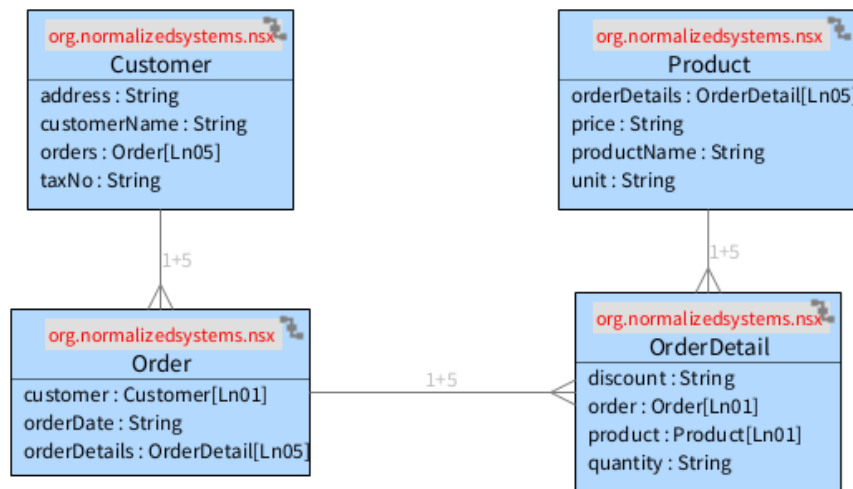 org.normalizedsystems.nsx
Customer
address : String
customerName : String
orders : Order[Ln05]
taxNo : String
org.normalizedsystems.nsx
Product
orderDetails : OrderDetail[Ln05]
price : String
productName : String
unit : String
1+5
1+5
org.normalizedsystems.nsx
Order
customer : Customer[Ln01]
orderDate : String
orderDetails : OrderDetail[Ln05]
1+5
org.normalizedsystems.nsx
OrderDetail
discount : String
order : Order[Ln01]
product : Product[Ln01]
quantity : String